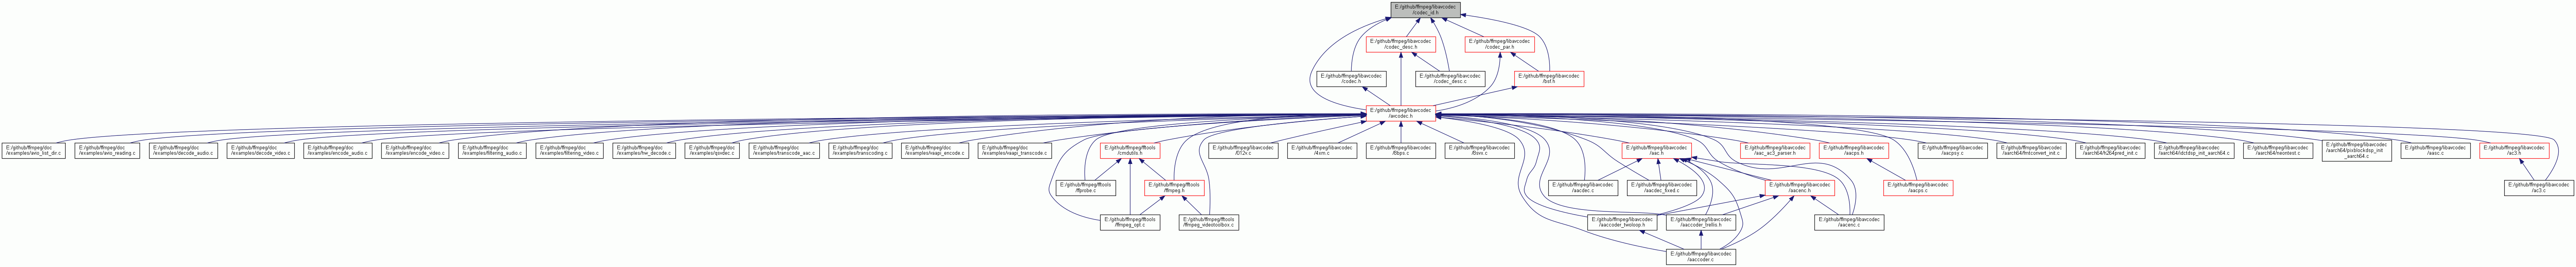 E:/github/ffmpeg/libavcodec
/codec_id.h
E:/github/ffmpeg/libavcodec
/codec_desc.h
E:/github/ffmpeg/libavcodec
/codec_par.h
E:/github/ffmpeg/libavcodec
/codec.h
E:/github/ffmpeg/libavcodec
/codec_desc.c
E:/github/ffmpeg/libavcodec
/bsf.h
E:/github/ffmpeg/libavcodec
/avcodec.h
E:/github/ffmpeg/doc
/examples/avio_list_dir.c
E:/github/ffmpeg/doc
/examples/avio_reading.c
E:/github/ffmpeg/doc
/examples/decode_audio.c
E:/github/ffmpeg/doc
/examples/decode_video.c
E:/github/ffmpeg/doc
/examples/encode_audio.c
E:/github/ffmpeg/doc
/examples/encode_video.c
E:/github/ffmpeg/doc
/examples/filtering_audio.c
E:/github/ffmpeg/doc
/examples/filtering_video.c
E:/github/ffmpeg/doc
/examples/hw_decode.c
E:/github/ffmpeg/doc
/examples/qsvdec.c
E:/github/ffmpeg/doc
/examples/transcode_aac.c
E:/github/ffmpeg/doc
/examples/transcoding.c
E:/github/ffmpeg/doc
/examples/vaapi_encode.c
E:/github/ffmpeg/doc
/examples/vaapi_transcode.c
E:/github/ffmpeg/fftools
/cmdutils.h
E:/github/ffmpeg/libavcodec
/012v.c
E:/github/ffmpeg/libavcodec
/4xm.c
E:/github/ffmpeg/libavcodec
/8bps.c
E:/github/ffmpeg/libavcodec
/8svx.c
E:/github/ffmpeg/libavcodec
/aac.h
E:/github/ffmpeg/libavcodec
/aac_ac3_parser.h
E:/github/ffmpeg/libavcodec
/aacps.h
E:/github/ffmpeg/libavcodec
/aacpsy.c
E:/github/ffmpeg/libavcodec
/aarch64/fmtconvert_init.c
E:/github/ffmpeg/libavcodec
/aarch64/h264pred_init.c
E:/github/ffmpeg/libavcodec
/aarch64/idctdsp_init_aarch64.c
E:/github/ffmpeg/libavcodec
/aarch64/neontest.c
E:/github/ffmpeg/libavcodec
/aarch64/pixblockdsp_init
_aarch64.c
E:/github/ffmpeg/libavcodec
/aasc.c
E:/github/ffmpeg/libavcodec
/ac3.h
E:/github/ffmpeg/fftools
/ffprobe.c
E:/github/ffmpeg/fftools
/ffmpeg.h
E:/github/ffmpeg/libavcodec
/aacdec.c
E:/github/ffmpeg/libavcodec
/aacdec_fixed.c
E:/github/ffmpeg/libavcodec
/aacenc.h
E:/github/ffmpeg/libavcodec
/aacps.c
E:/github/ffmpeg/libavcodec
/ac3.c
E:/github/ffmpeg/fftools
/ffmpeg_opt.c
E:/github/ffmpeg/fftools
/ffmpeg_videotoolbox.c
E:/github/ffmpeg/libavcodec
/aaccoder_twoloop.h
E:/github/ffmpeg/libavcodec
/aaccoder_trellis.h
E:/github/ffmpeg/libavcodec
/aacenc.c
E:/github/ffmpeg/libavcodec
/aaccoder.c